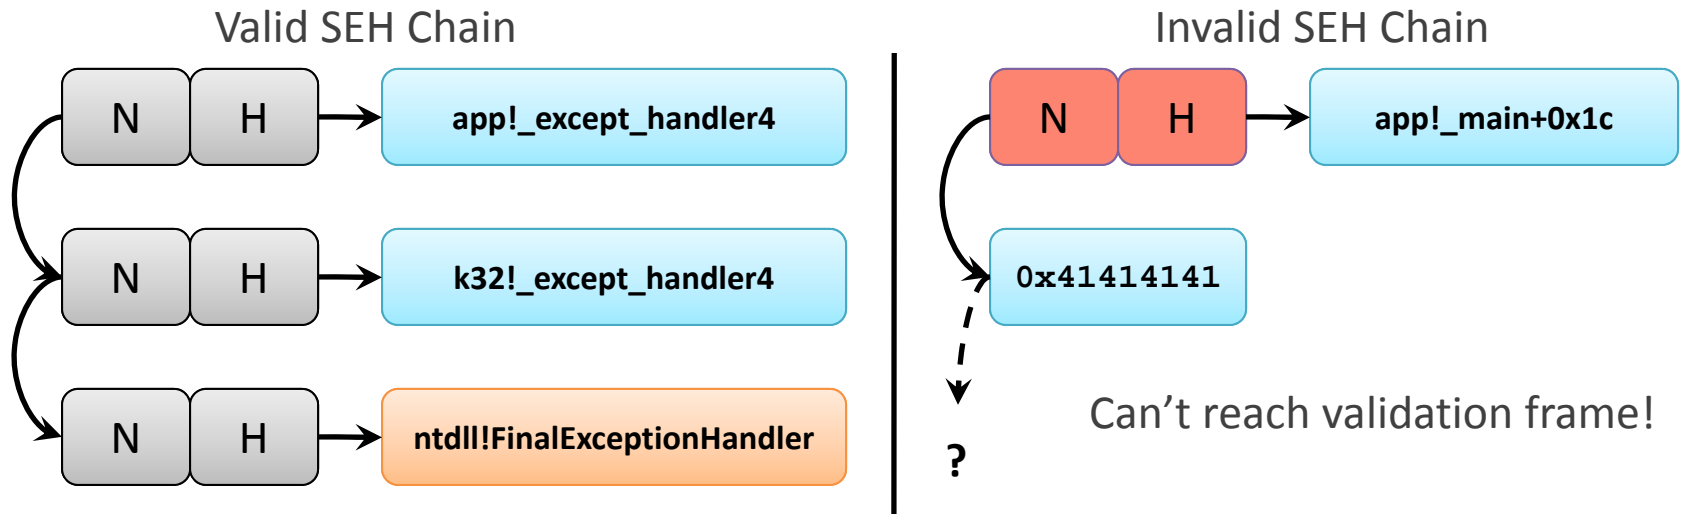 Valid SEH Chain
N H app!_except_handler4
N H k32!_except_handler4
N H ntdll!FinalExceptionHandler
Invalid SEH Chain
N H app!_main+0x1c
0x41414141
Can’t reach validation frame!
?